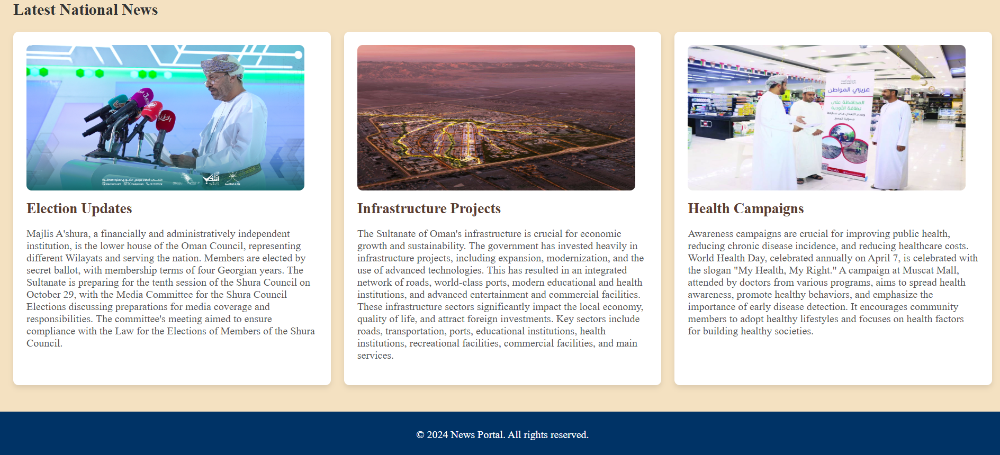 Latest National News
الرؤية
عزيزي المواطن
المحافظة على
نظافة الأودية
وعدم التعدي على مساراتها
مسؤولية الجميع
Election Updates
Majlis A'shura, a financially and administratively independent
institution, is the lower house of the Oman Council, representing
different Wilayats and serving the nation. Members are elected by
secret ballot, with membership terms of four Georgian years. The
Sultanate is preparing for the tenth session of the Shura Council on
October 29, with the Media Committee for the Shura Council
Elections discussing preparations for media coverage and
responsibilities. The committee's meeting aimed to ensure
compliance with the Law for the Elections of Members of the Shura
Council.
Infrastructure Projects
The Sultanate of Oman's infrastructure is crucial for economic
growth and sustainability. The government has invested heavily in
infrastructure projects, including expansion, modernization, and the
use of advanced technologies. This has resulted in an integrated
network of roads, world-class ports, modern educational and health
institutions, and advanced entertainment and commercial facilities.
These infrastructure sectors significantly impact the local economy,
quality of life, and attract foreign investments. Key sectors include
roads, transportation, ports, educational institutions, health
institutions, recreational facilities, commercial facilities, and main
services.
Health Campaigns
Awareness campaigns are crucial for improving public health,
reducing chronic disease incidence, and reducing healthcare costs.
World Health Day, celebrated annually on April 7, is celebrated with
the slogan "My Health, My Right." A campaign at Muscat Mall,
attended by doctors from various programs, aims to spread health
awareness, promote healthy behaviors, and emphasize the
importance of early disease detection. It encourages community
members to adopt healthy lifestyles and focuses on health factors
for building healthy societies.
© 2024 News Portal. All rights reserved.